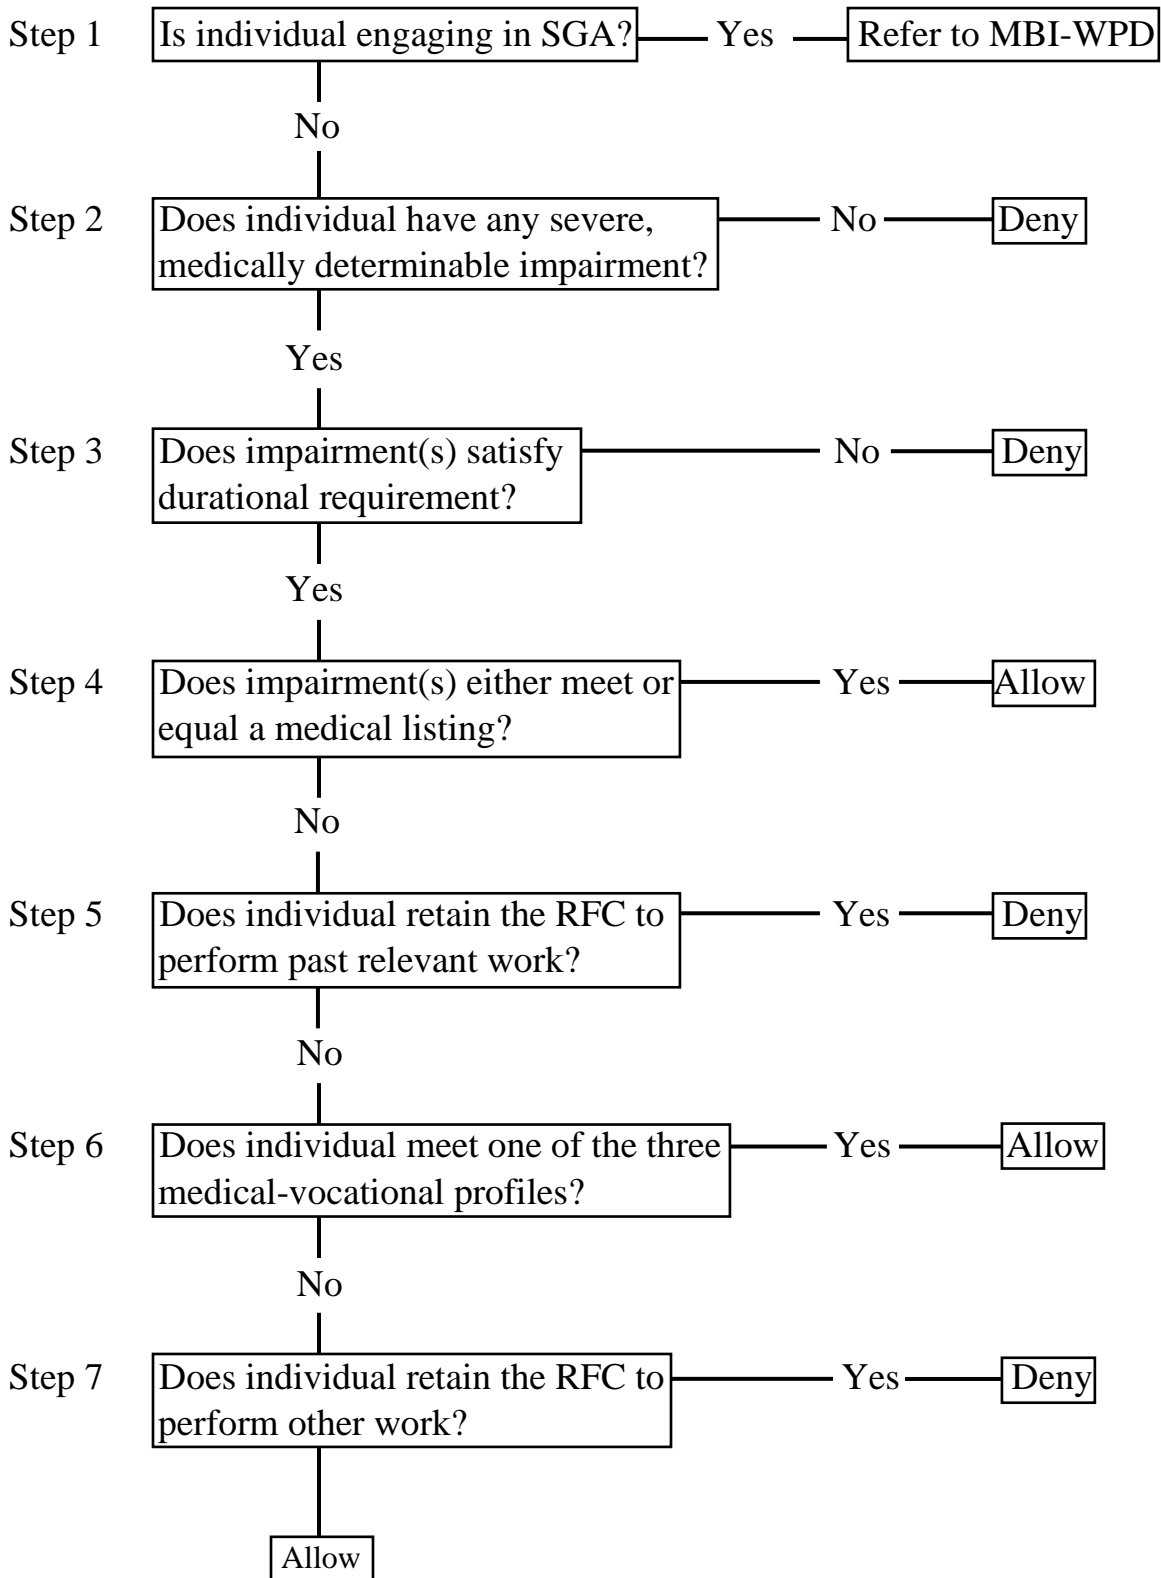 Step 1 Is individual engaging in SGA? Yes Refer to MBI-WPD
No
Step 2 Does individual have any severe, No Deny
medically determinable impairment?
Yes
Step 3 Does impairment(s) satisfy No Deny
durational requirement?
Yes
Step 4 Does impairment(s) either meet or Yes Allow
equal a medical listing?
No
Step 5 Does individual retain the RFC to Yes Deny
perform past relevant work?
No
Step 6 Does individual meet one of the three Yes Allow
medical-vocational profiles?
No
Step 7 Does individual retain the RFC to Yes Deny
perform other work?
Allow